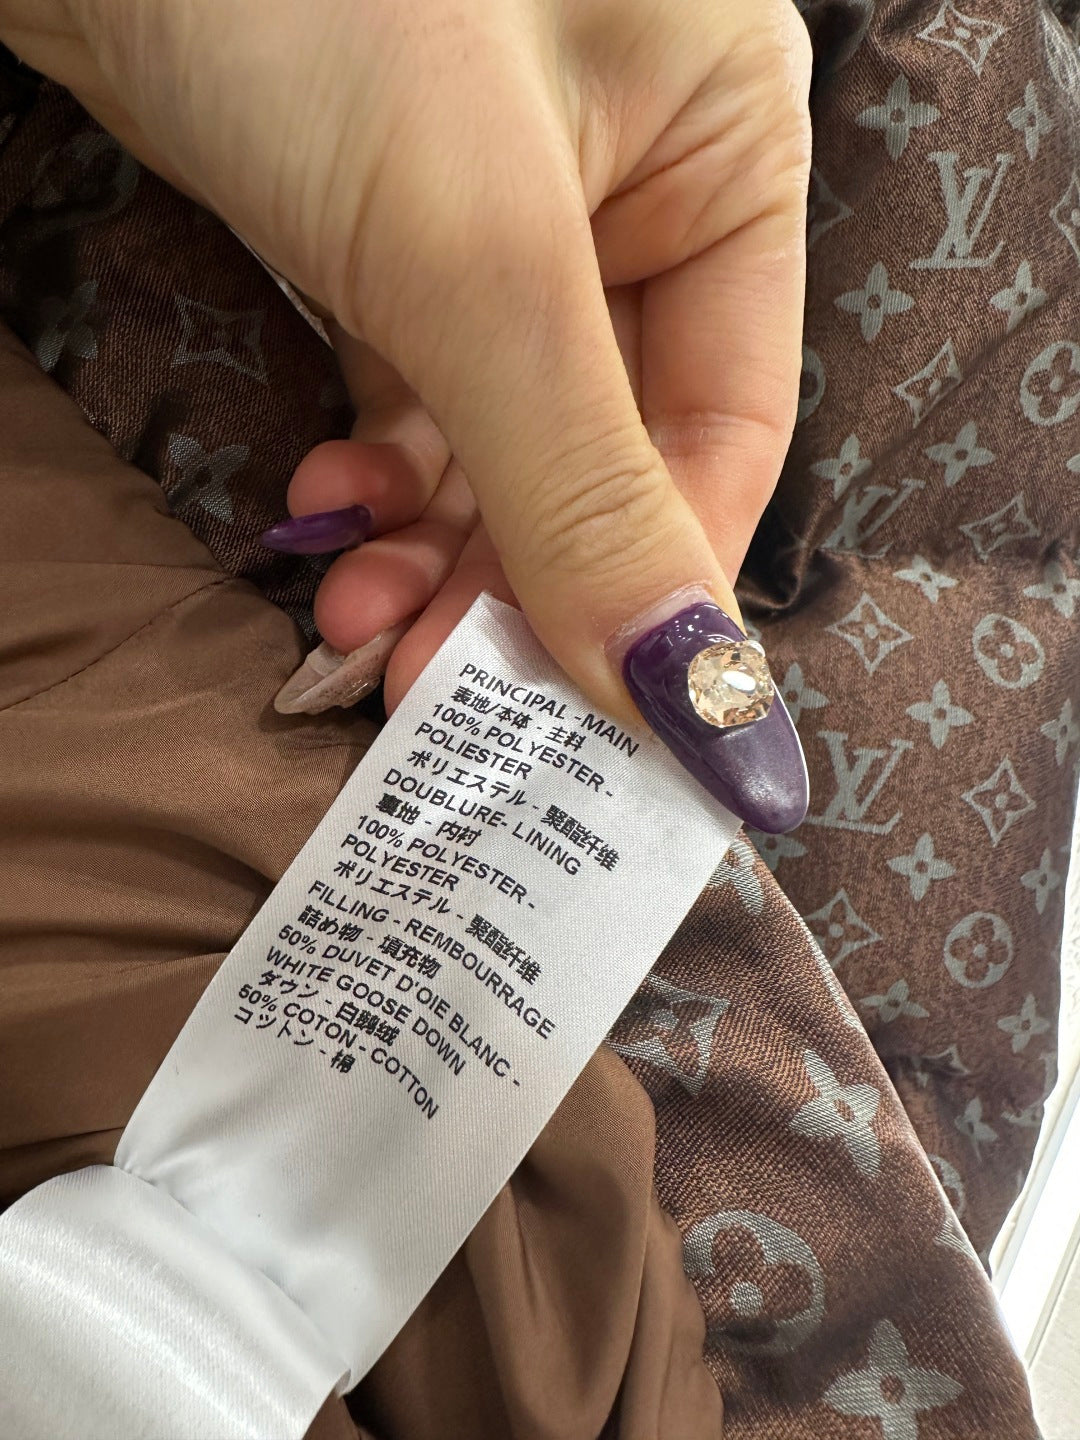 PRINCIPAL -MAIN
表地/本体 - 主料
100% POLYESTER -
POLIESTER
ポリエステル - 聚酯纤维
DOUBLURE- LINING
裏地 - 内衬
100% POLYESTER -
POLYESTER
ポリエステル - 聚酯纤维
FILLING - REMBOURRAGE
詰め物 - 填充物
50% DUVET D'OIE BLANC -
WHITE GOOSE DOWN
ダウン - 白鹅绒
50% COTON - COTTON
コットン - 棉
LV
LV
LV